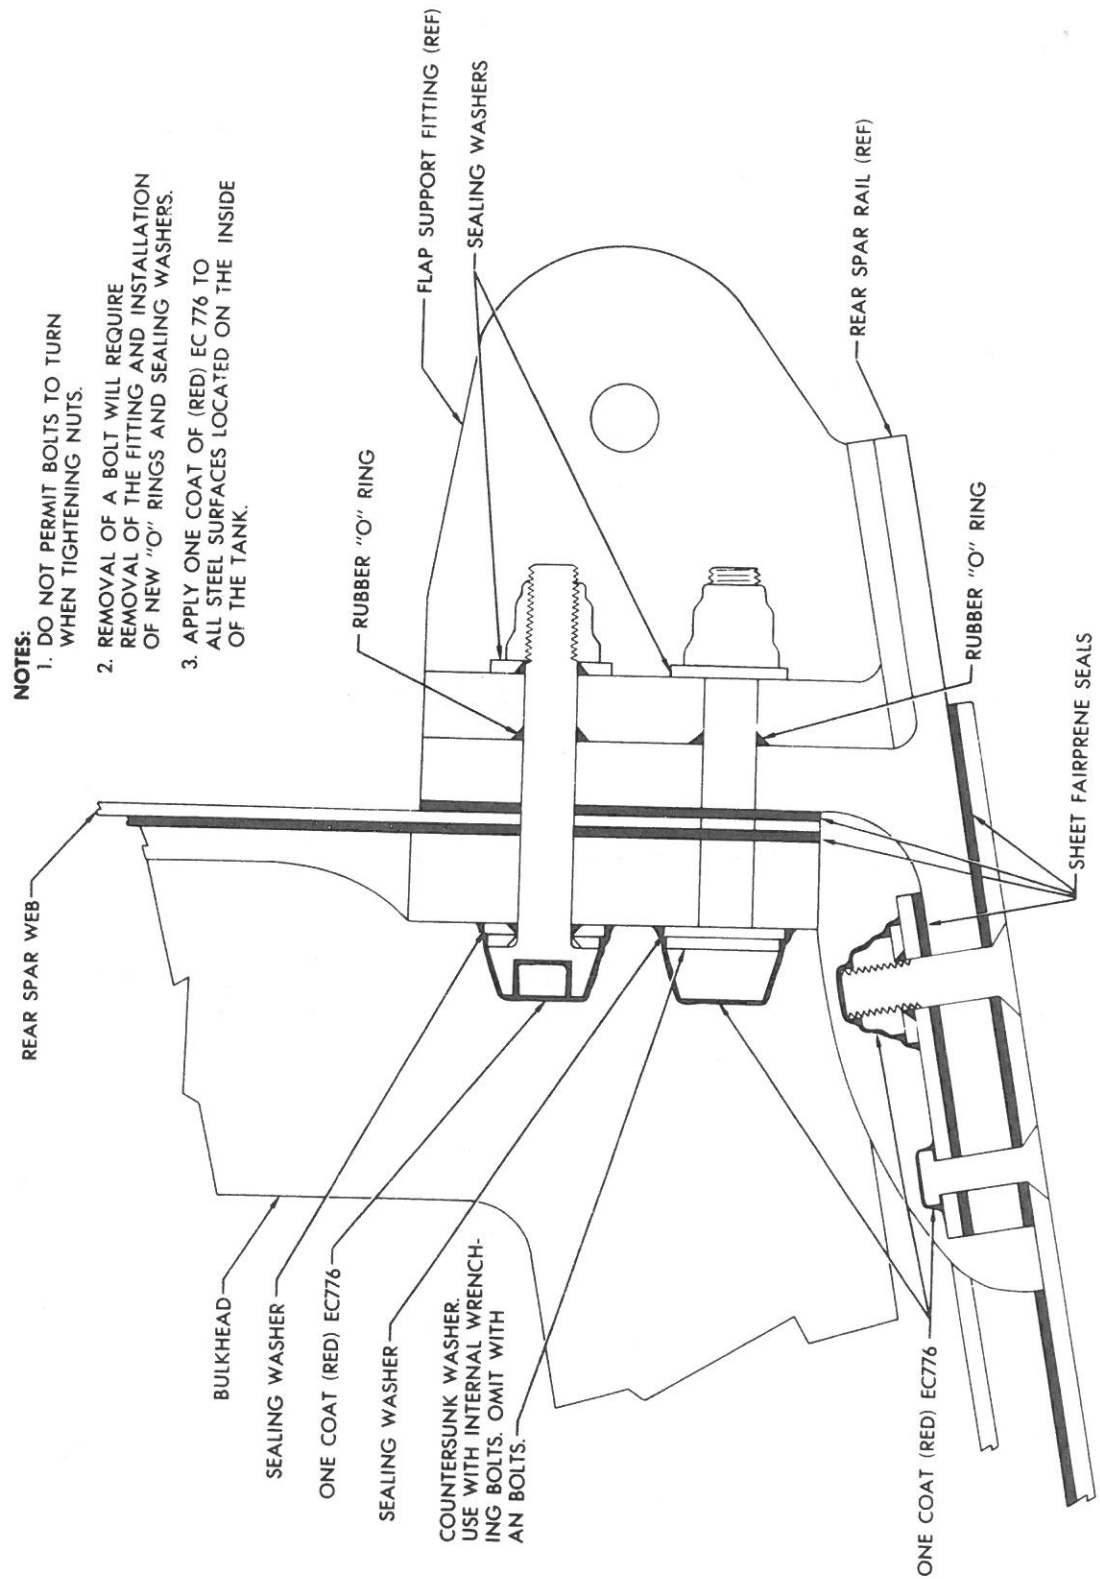 NOTES:
1. DO NOT PERMIT BOLTS TO TURN
WHEN TIGHTENING NUTS.
2. REMOVAL OF A BOLT WILL REQUIRE
REMOVAL OF THE FITTING AND INSTALLATION
OF NEW "O" RINGS AND SEALING WASHERS.
3. APPLY ONE COAT OF (RED) EC 776 TO
ALL STEEL SURFACES LOCATED ON THE INSIDE
OF THE TANK.
REAR SPAR WEB
BULKHEAD
SEALING WASHER
ONE COAT (RED) EC776
SEALING WASHER
COUNTERSUNK WASHER.
USE WITH INTERNAL WRENCH-
ING BOLTS. OMIT WITH
AN BOLTS.
RUBBER "O" RING
FLAP SUPPORT FITTING (REF)
SEALING WASHERS
REAR SPAR RAIL (REF)
RUBBER "O" RING
SHEET FAIRPRENE SEALS
ONE COAT (RED) EC776